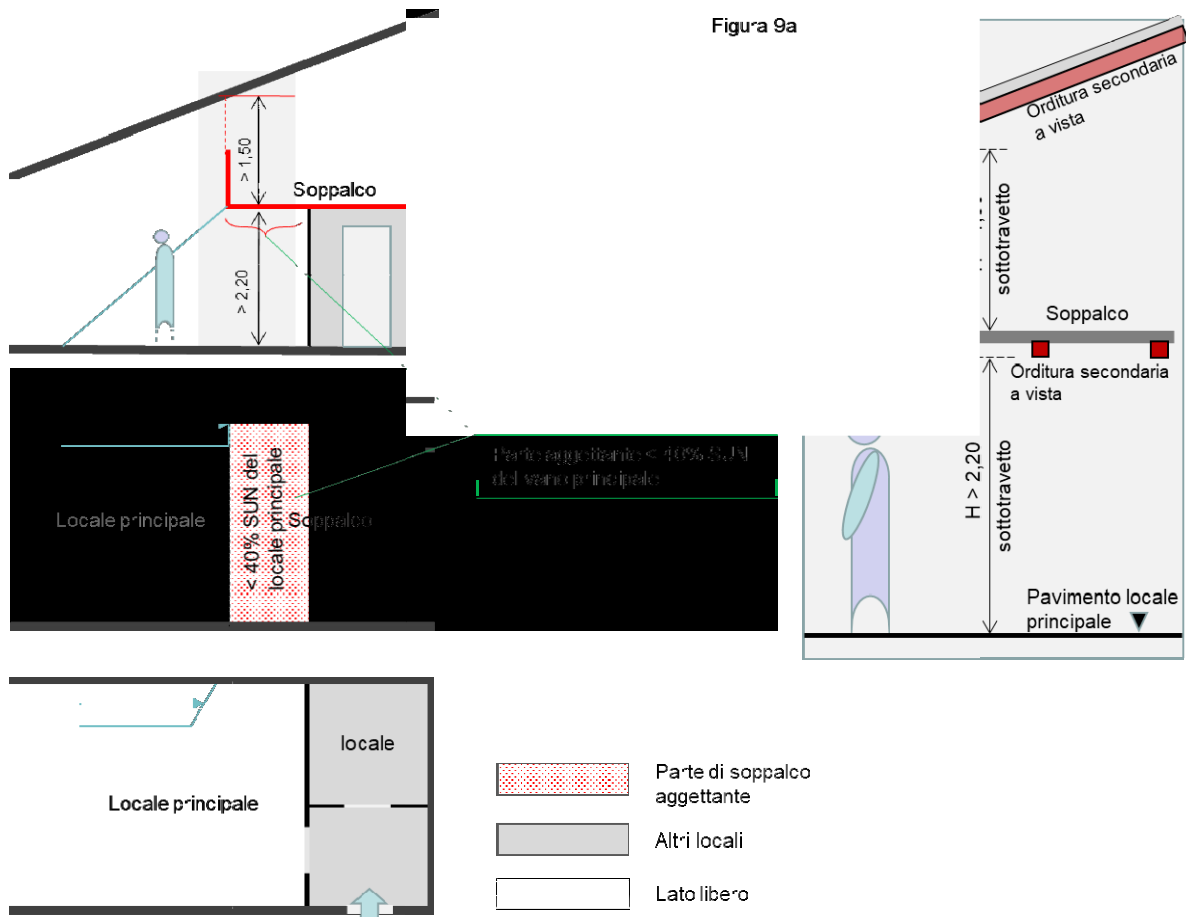 Figura 9a
> 1,50
Soppalco
> 2,20
Orditura secondaria
a vista
sottotravetto
Soppalco
Orditura secondaria
a vista
H > 2,20
sottotravetto
Pavimento locale
principale
Parte aggettante < 40% SUN
del vano principale
Locale principale
< 40% SUN del
locale principale
Soppalco
locale
Locale principale
Parte di soppalco
aggettante
Altri locali
Lato libero